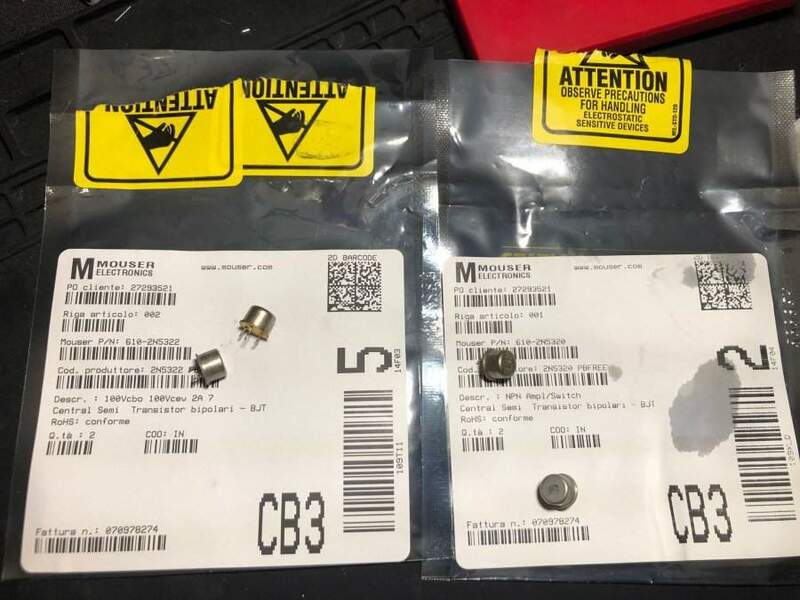 ATTENTION
ATTENTION
ATTENTION
OBSERVE PRECAUTIONS
FOR HANDLING
ELECTROSTATIC
SENSITIVE DEVICES
M MOUSER
ELECTRONICS
www.mouser.com
2D BARCODE
PO cliente: 27293521
Riga articolo: 002
Mouser P/N: 610-2N5322
Cod. produttore: 2N5322 PBFREE
Descr. : 100Vcbo 100Vcev 2A 7
Central Semi Transistor bipolari - BJT
RoHS: conforme
Q.tà : 2
COO: IN
Fattura n.: 070978274
CB3
5
14F03
109T11
M MOUSER
ELECTRONICS
www.mouser.com
PO cliente: 27293521
Riga articolo: 001
Mouser P/N: 610-2N5320
Cod. produttore: 2N5320 PBFREE
Descr. : NPN Ampl/Switch
Central Semi Transistor bipolari - BJT
RoHS: conforme
Q.tà : 2
COO: IN
Fattura n.: 070978274
CB3
2
14F04